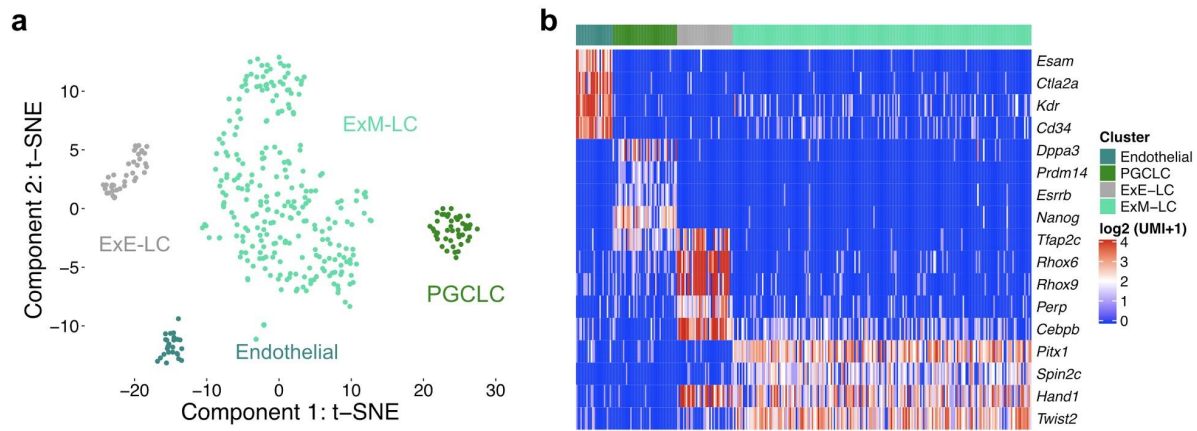 a
Component 2: t−SNE
10
5
0
−5
−10
−20
−10
0
10
20
30
Component 1: t−SNE
ExM-LC
ExE-LC
PGCLC
Endothelial
b
Esam
Ctla2a
Kdr
Cd34
Dppa3
Prdm14
Esrrb
Nanog
Tfap2c
Rhox6
Rhox9
Perp
Cebpb
Pitx1
Spin2c
Hand1
Twist2
Cluster
Endothelial
PGCLC
ExE−LC
ExM−LC
log2 (UMI+1)
4
3
2
1
0